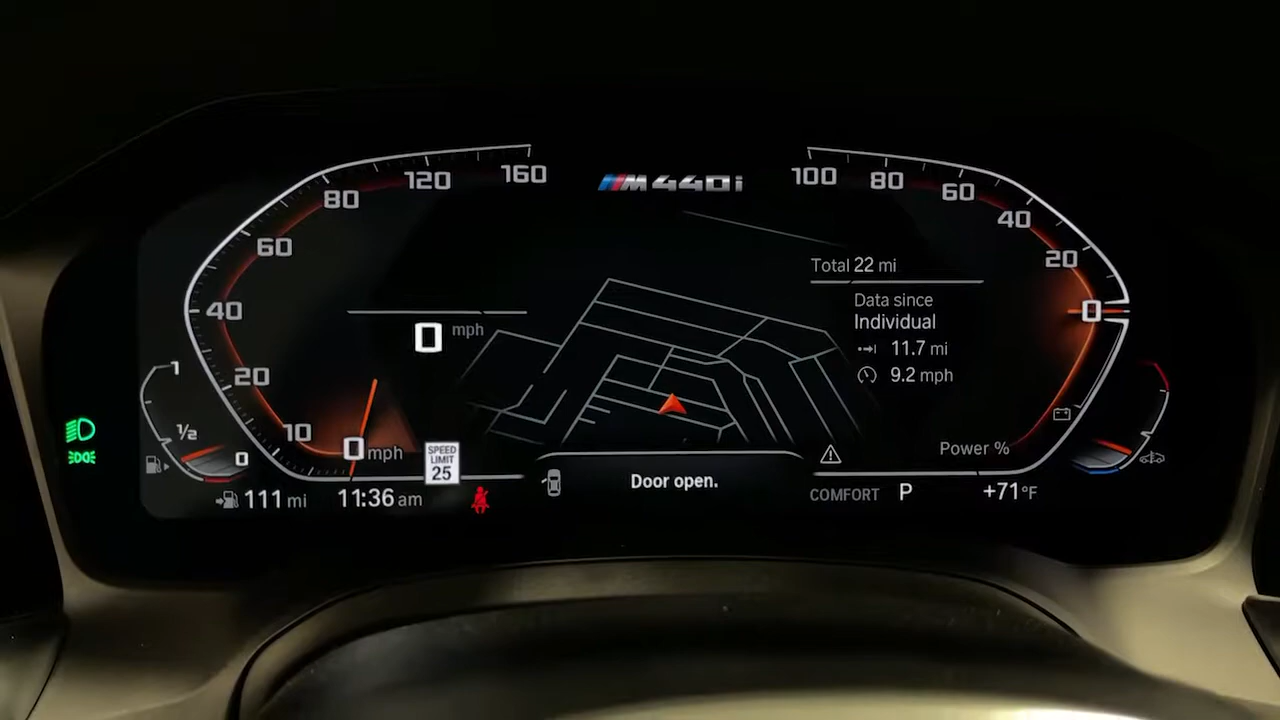 M440i
160
120
80
60
40
20
10
0 mph
0 mph
100
80
60
40
20
0
Power %
Total 22 mi
Data since
Individual
11.7 mi
9.2 mph
1
1/2
0
SPEED
LIMIT
25
111 mi
11:36 am
Door open.
COMFORT P
+71°F